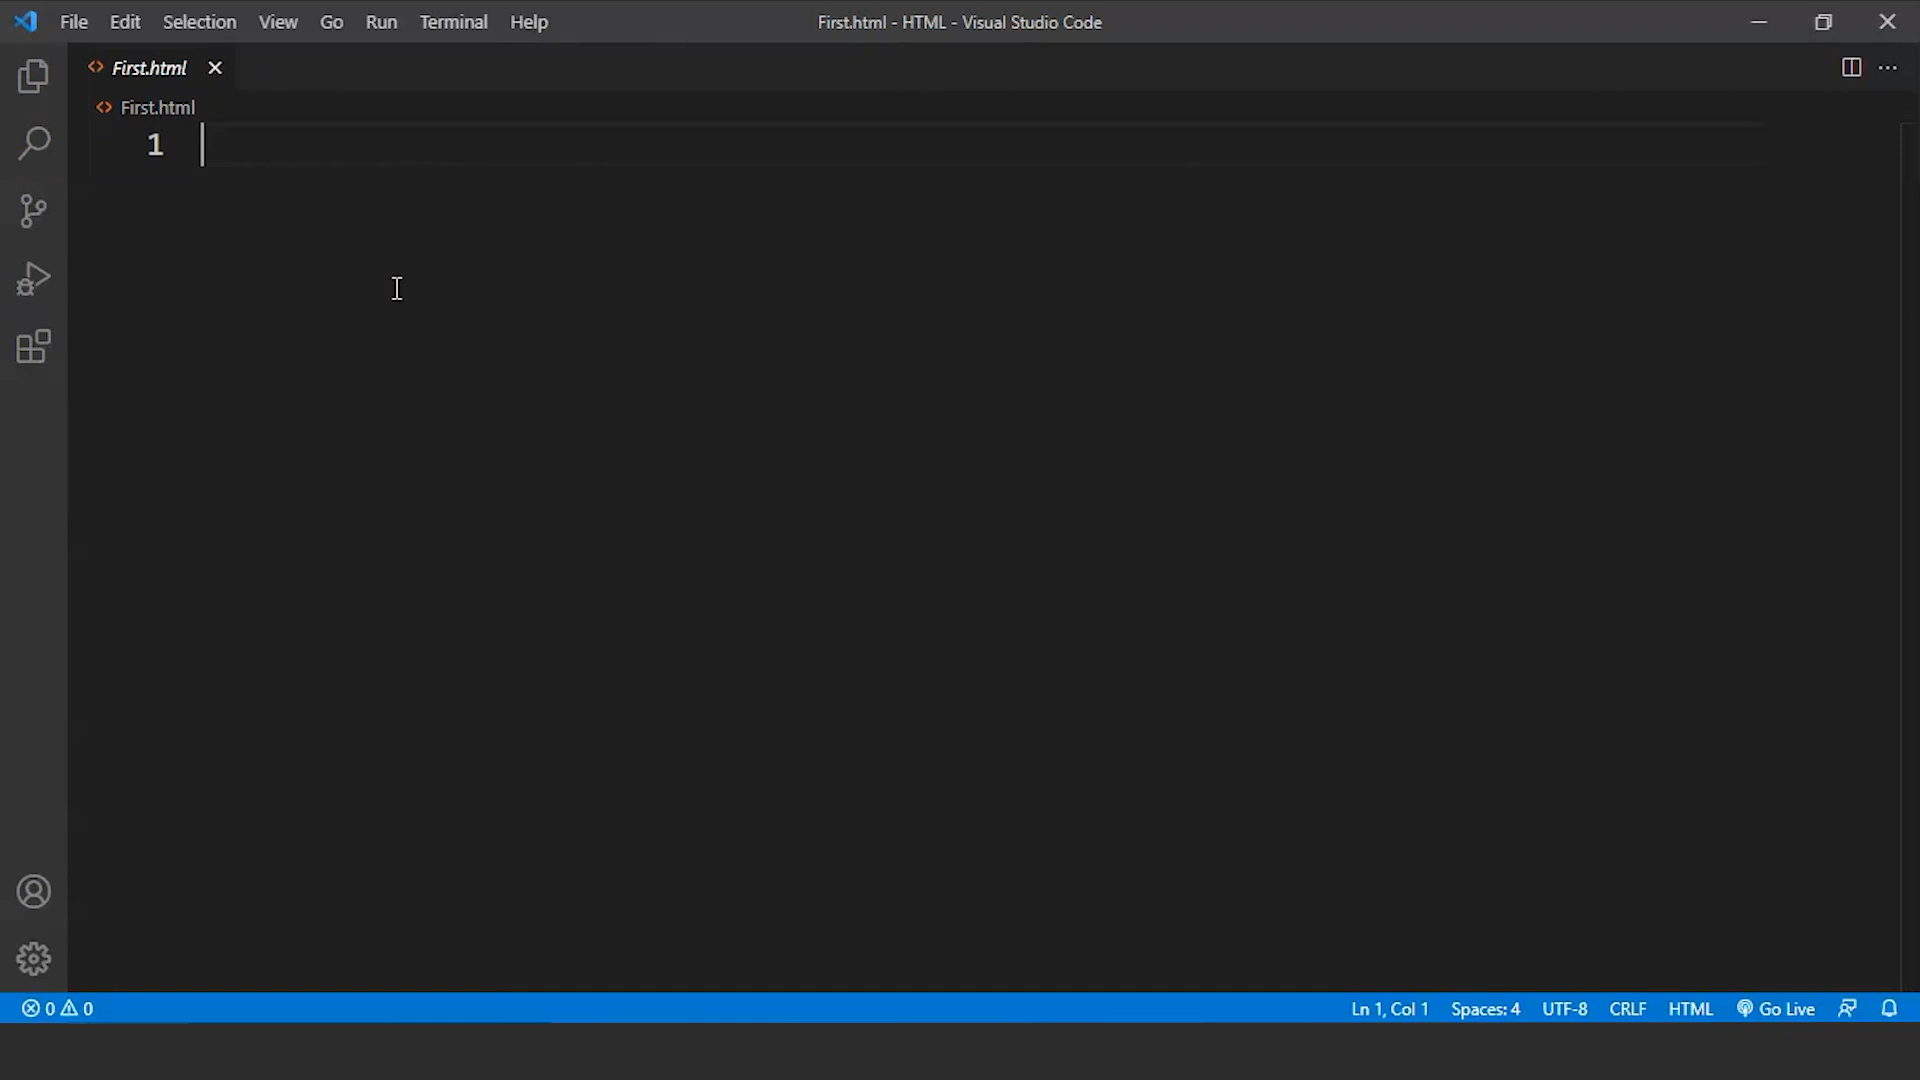 File Edit Selection View Go Run Terminal Help First.html - HTML - Visual Studio Code
First.html
First.html
1
0 0 Ln 1, Col 1 Spaces: 4 UTF-8 CRLF HTML Go Live